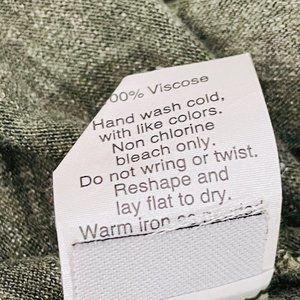 00% Viscose
Hand wash cold,
with like colors.
Non chlorine
bleach only.
Do not wring or twist.
Reshape and
lay flat to dry.
Warm iron